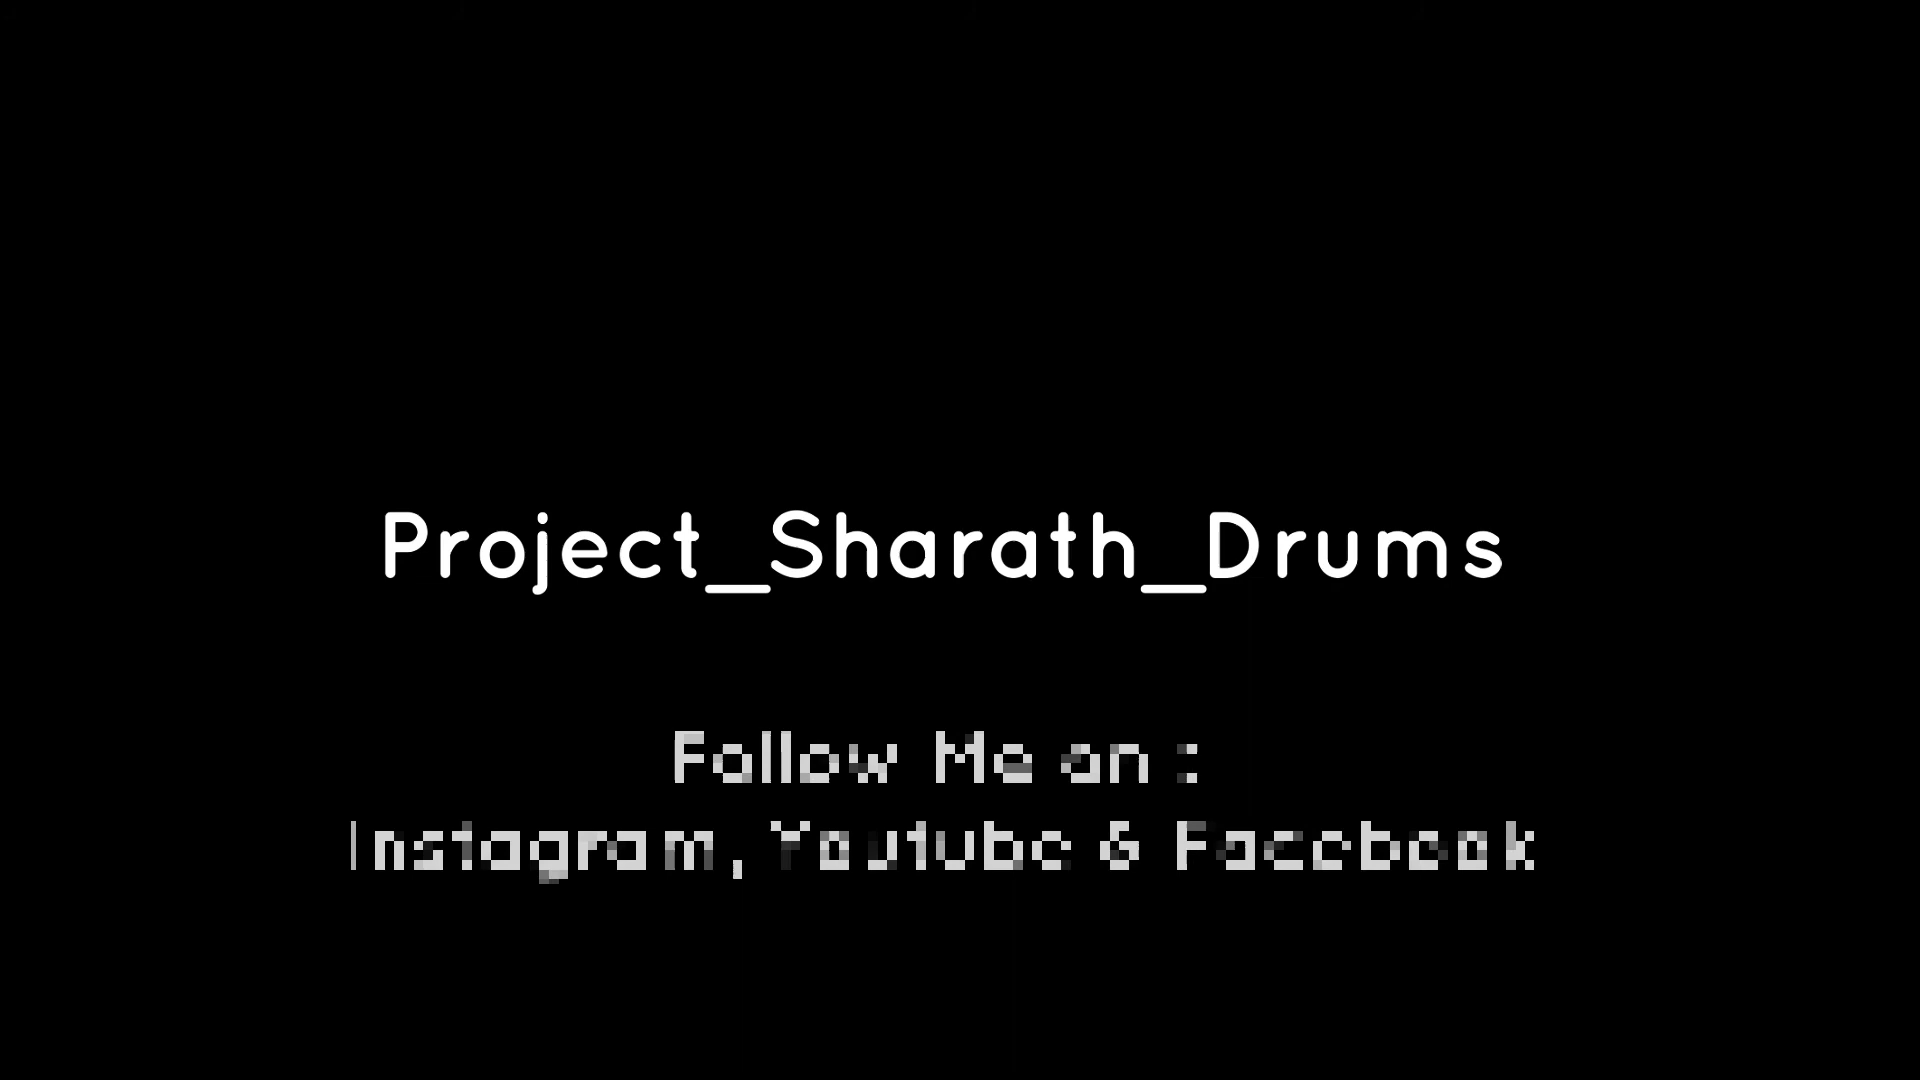 Project_Sharath_Drums
Follow Me on :
Instagram, Youtube & Facebook